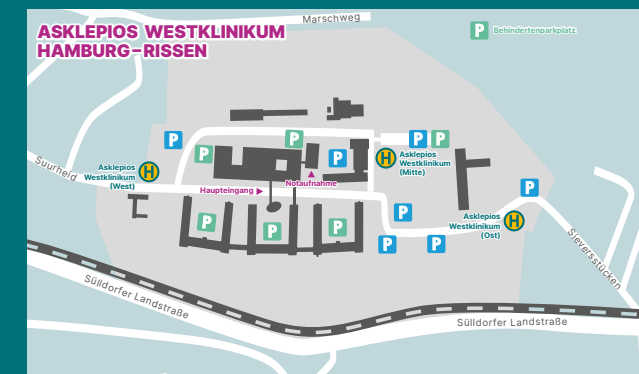 ASKLEPIOS WESTKLINIKUM
HAMBURG-RISSEN
Marschweg
P Behindertenparkplatz
P
P
P
P
P
P
P
H
Asklepios
Westklinikum
(Mitte)
Suurheid
Asklepios
Westklinikum
(West)
H
Haupteingang
Notaufnahme
P
P
P
P
P
P
P
Asklepios
Westklinikum
(Ost)
H
Sieversstücken
Sülldorfer Landstraße
Sülldorfer Landstraße